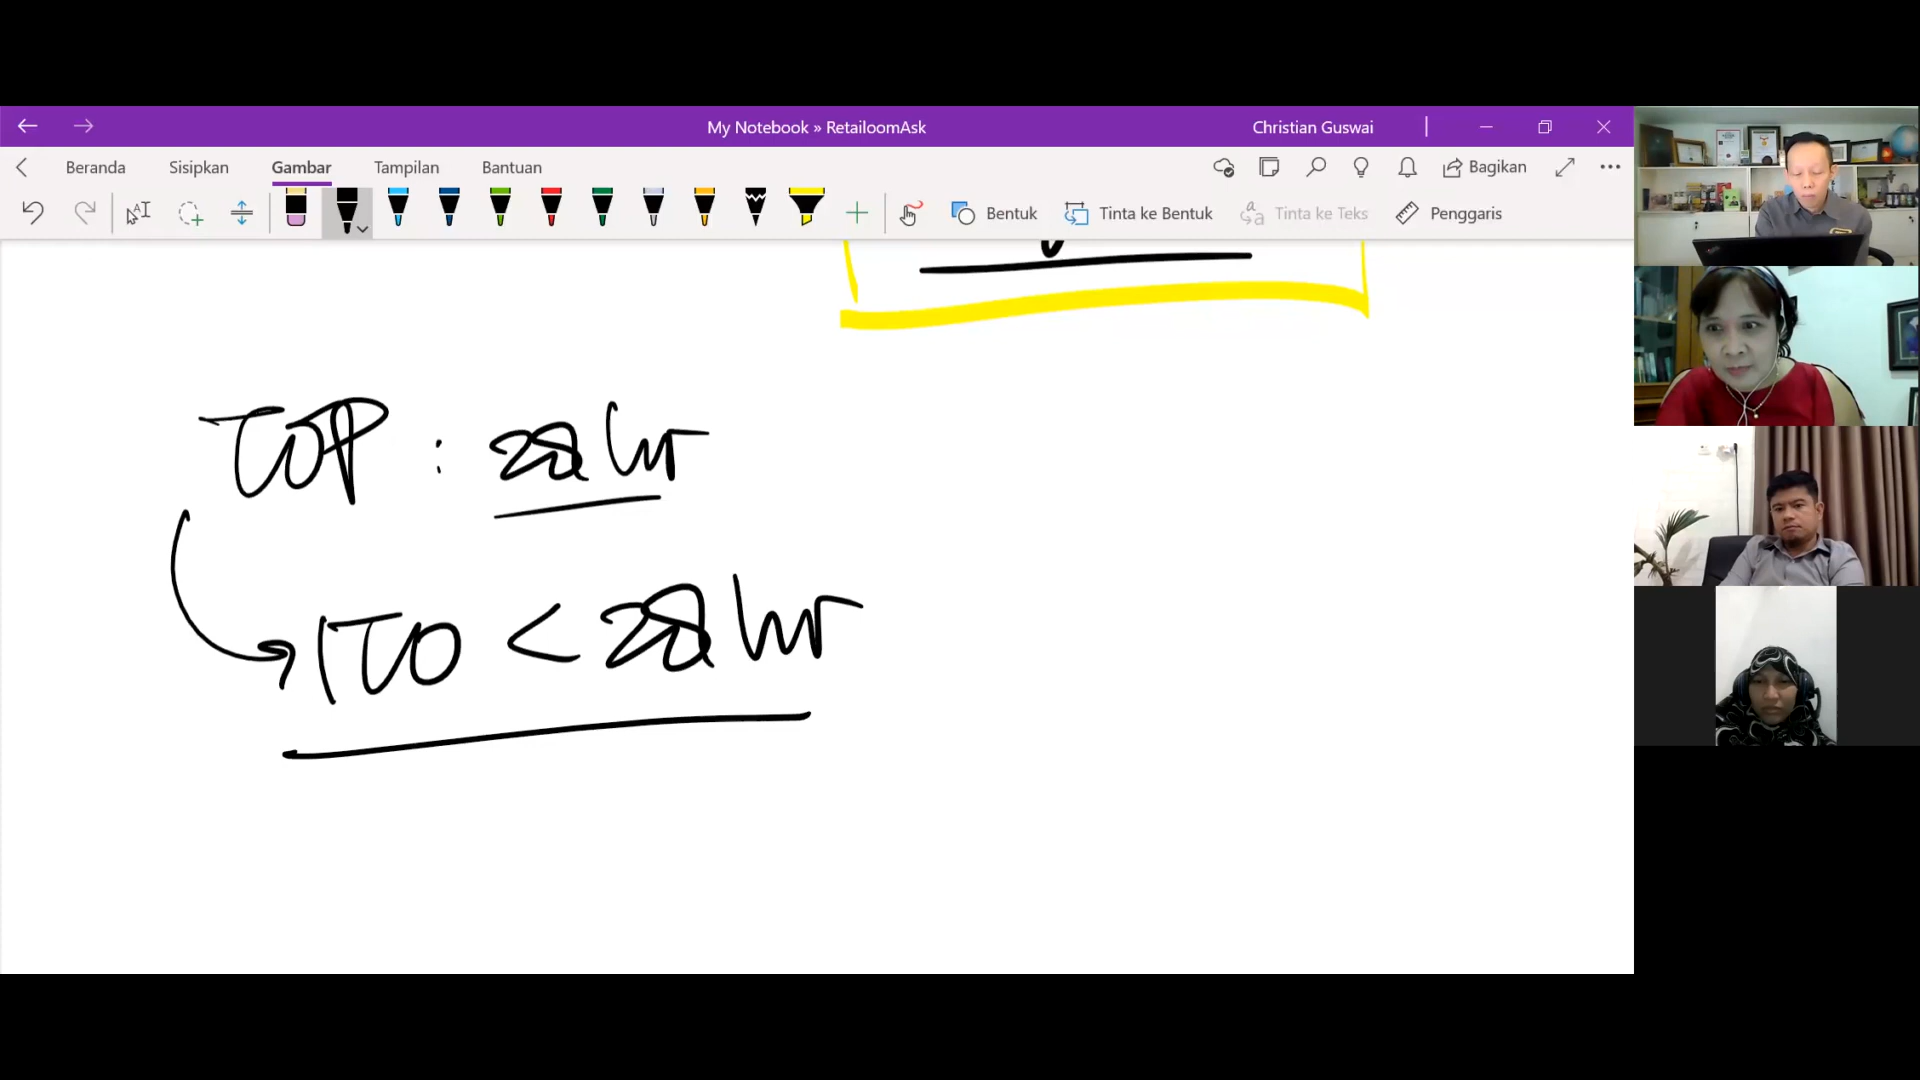 My Notebook » RetailoomAsk
Christian Guswai
Beranda Sisipkan Gambar Tampilan Bantuan
Bagikan
Bentuk Tinta ke Bentuk Tinta ke Teks Penggaris
TOP : 28 hr
ITO < 28 hr